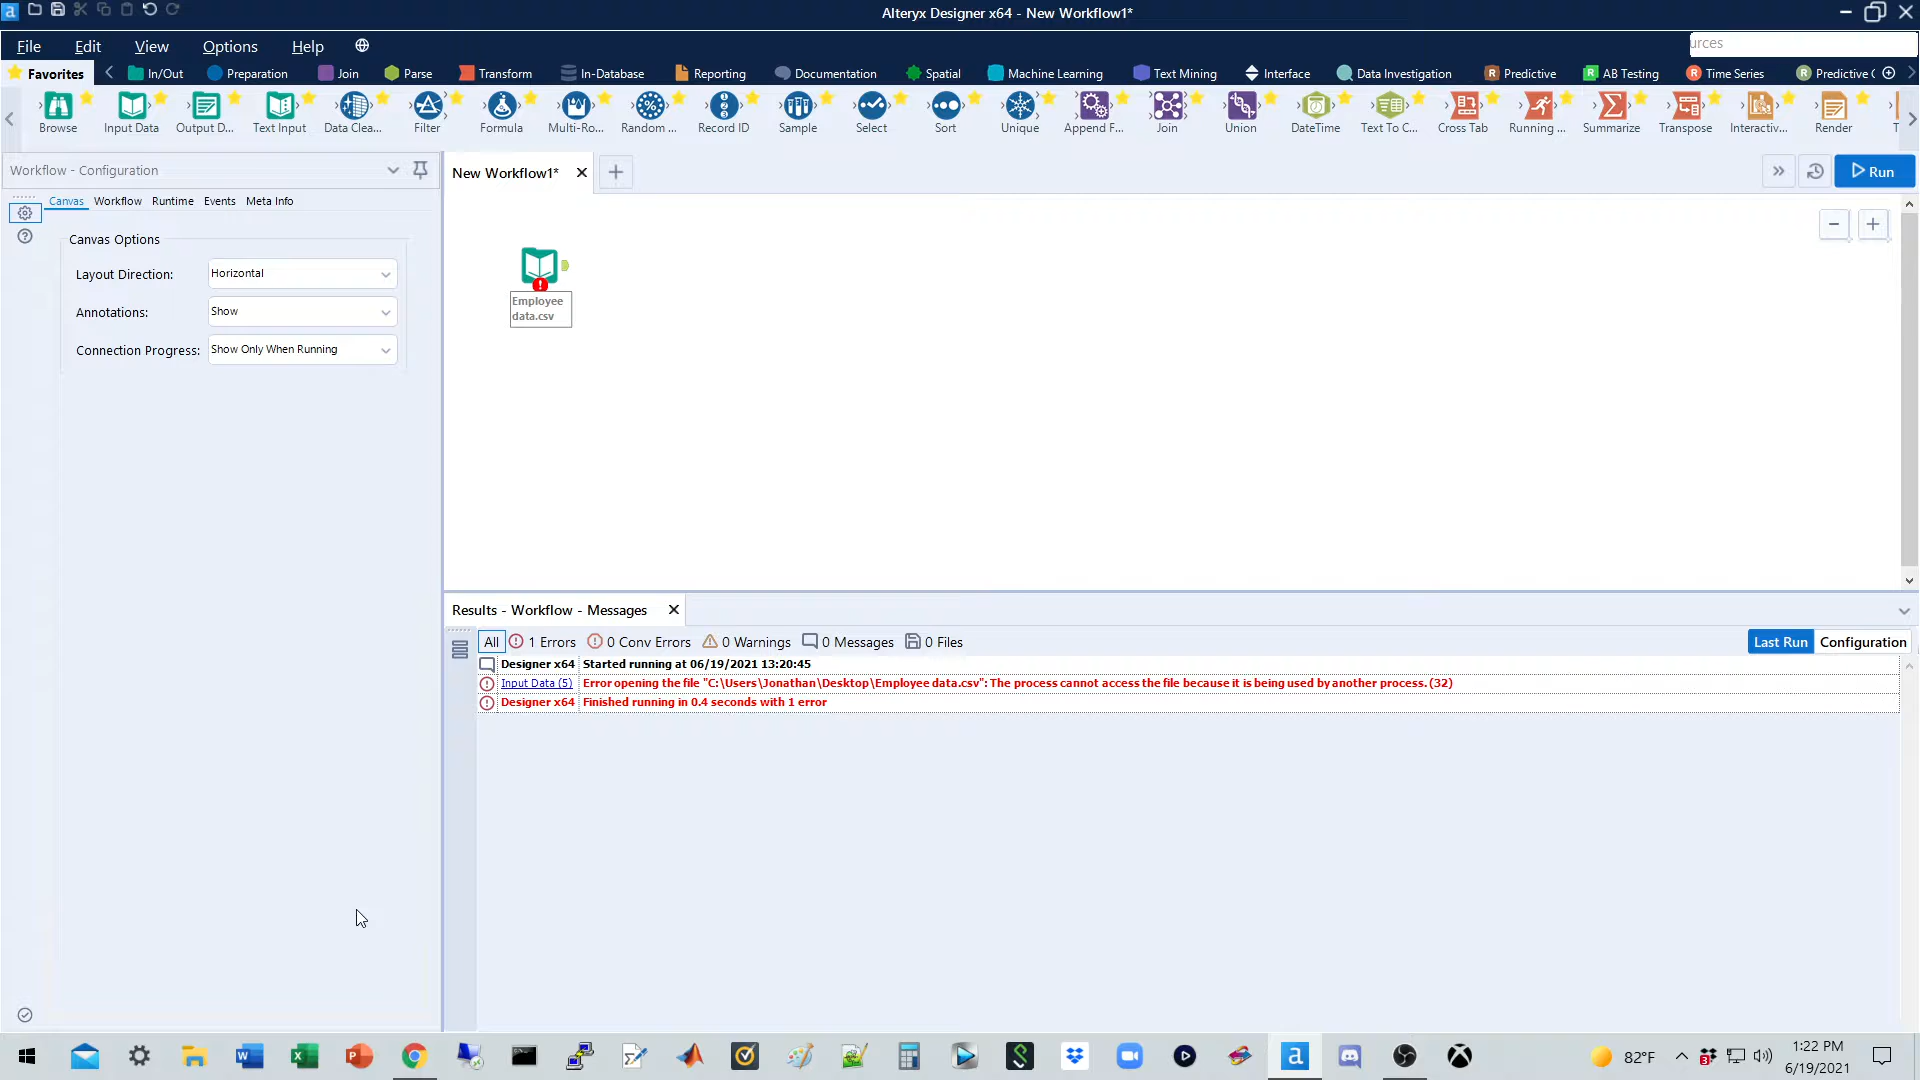 Alteryx Designer x64 - New Workflow1*
File Edit View Options Help
urces
Favorites In/Out Preparation Join Parse Transform In-Database Reporting Documentation Spatial Machine Learning Text Mining Interface Data Investigation Predictive AB Testing Time Series Predictive
Browse Input Data Output D... Text Input Data Clea... Filter Formula Multi-Ro... Random ... Record ID Sample Select Sort Unique Append F... Join Union DateTime Text To C... Cross Tab Running ... Summarize Transpose Interactiv... Render
Workflow - Configuration
New Workflow1*
Run
Canvas Workflow Runtime Events Meta Info
Canvas Options
Layout Direction: Horizontal
Annotations: Show
Connection Progress: Show Only When Running
Employee
data.csv
Results - Workflow - Messages
All 1 Errors 0 Conv Errors 0 Warnings 0 Messages 0 Files Last Run Configuration
Designer x64 Started running at 06/19/2021 13:20:45
Input Data (5) Error opening the file "C:\Users\Jonathan\Desktop\Employee data.csv": The process cannot access the file because it is being used by another process. (32)
Designer x64 Finished running in 0.4 seconds with 1 error
82°F
1:22 PM
6/19/2021